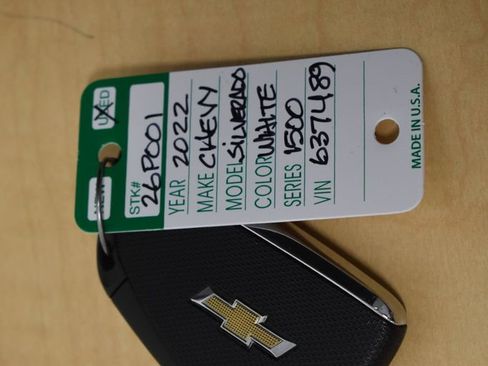 NEW USED
STK# 26P001
YEAR 2022
MAKE CHEVY
MODEL SILVERADO
COLOR WHITE
SERIES 1500
VIN 637489
MADE IN U.S.A.